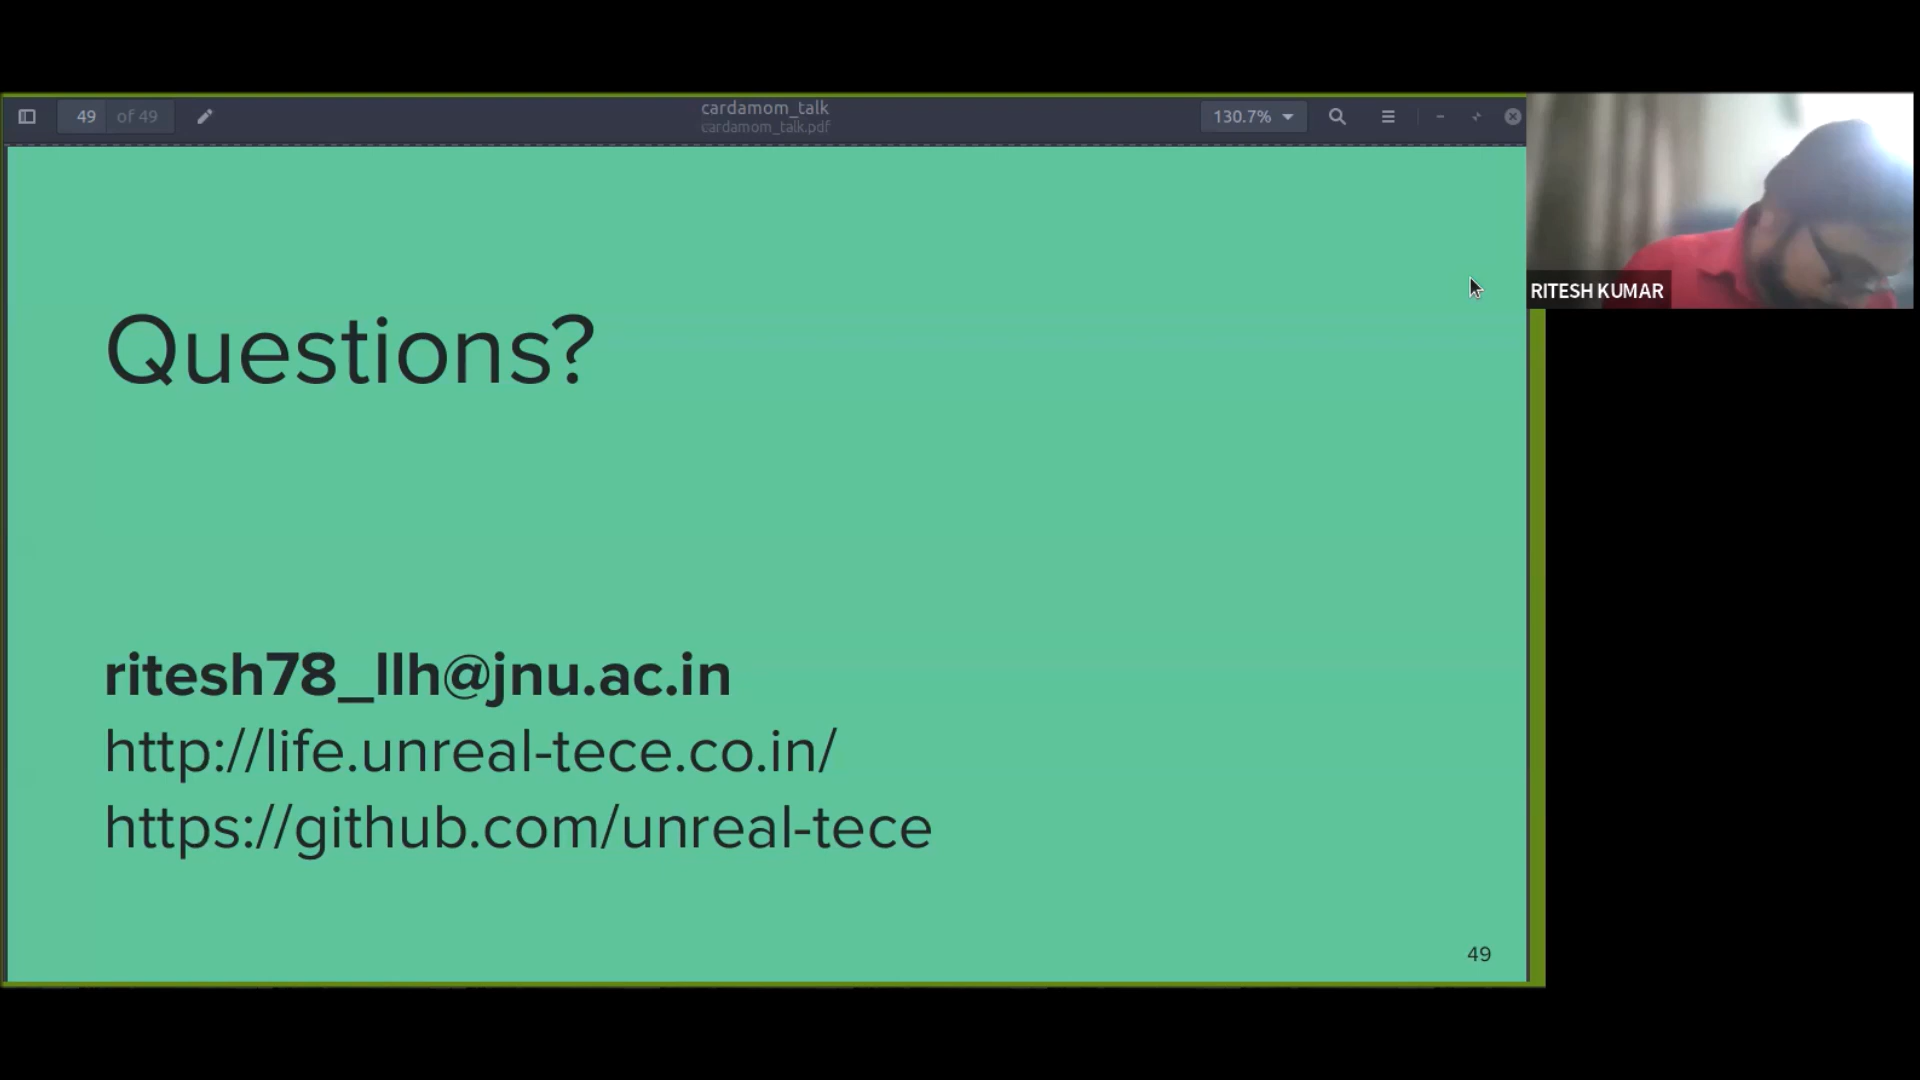 49 of 49
cardamom_talk
cardamom_talk.pdf
130.7%
RITESH KUMAR
Questions?
ritesh78_llh@jnu.ac.in
http://life.unreal-tece.co.in/
https://github.com/unreal-tece
49